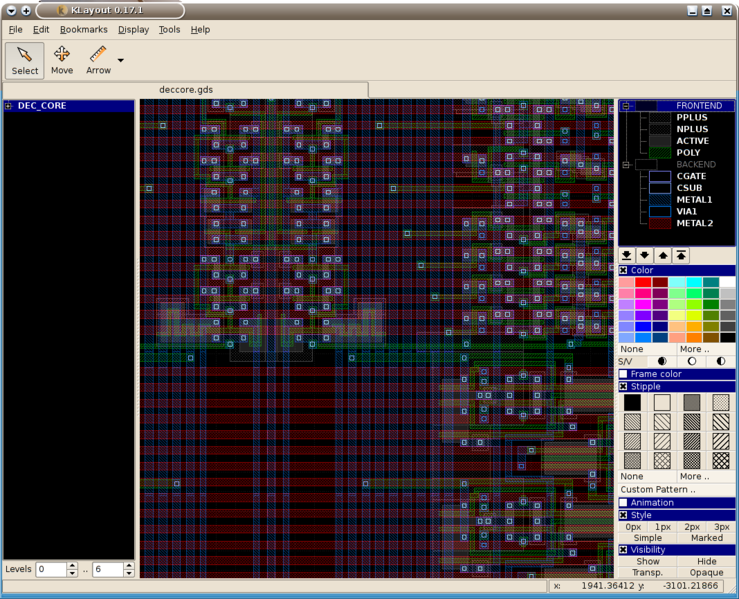 KLayout 0.17.1
File Edit Bookmarks Display Tools Help
Select Move Arrow
deccore.gds
DEC_CORE
FRONTEND
PPLUS
NPLUS
ACTIVE
POLY
BACKEND
CGATE
CSUB
METAL1
VIA1
METAL2
Color
None More ..
S/V
Frame color
Stipple
None More ..
Custom Pattern ..
Animation
Style
0px 1px 2px 3px
Simple Marked
Visibility
Show Hide
Transp. Opaque
Levels 0 .. 6
x: 1941.36412 y: -3101.21866